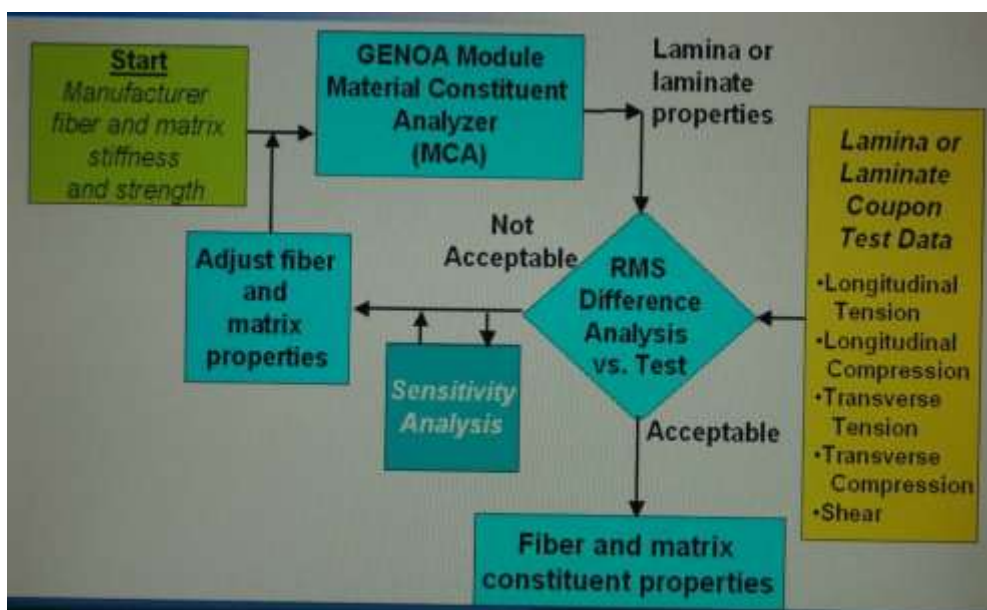 Start
Manufacturer
fiber and matrix
stiffness
and strength
GENOA Module
Material Constituent
Analyzer
(MCA)
Lamina or
laminate
properties
Lamina or
Laminate
Coupon
Test Data
•Longitudinal
Tension
•Longitudinal
Compression
•Transverse
Tension
•Transverse
Compression
•Shear
Not
Acceptable
RMS
Difference
Analysis
vs. Test
Adjust fiber
and
matrix
properties
Sensitivity
Analysis
Acceptable
Fiber and matrix
constituent properties